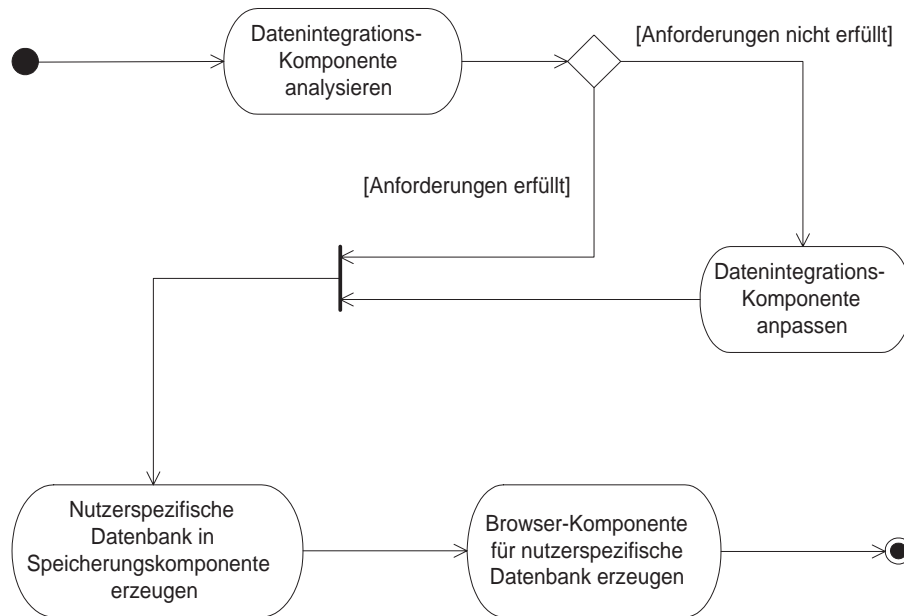 Datenintegrations-
Komponente
analysieren
[Anforderungen nicht erfüllt]
[Anforderungen erfüllt]
Datenintegrations-
Komponente
anpassen
Nutzerspezifische
Datenbank in
Speicherungskomponente
erzeugen
Browser-Komponente
für nutzerspezifische
Datenbank erzeugen